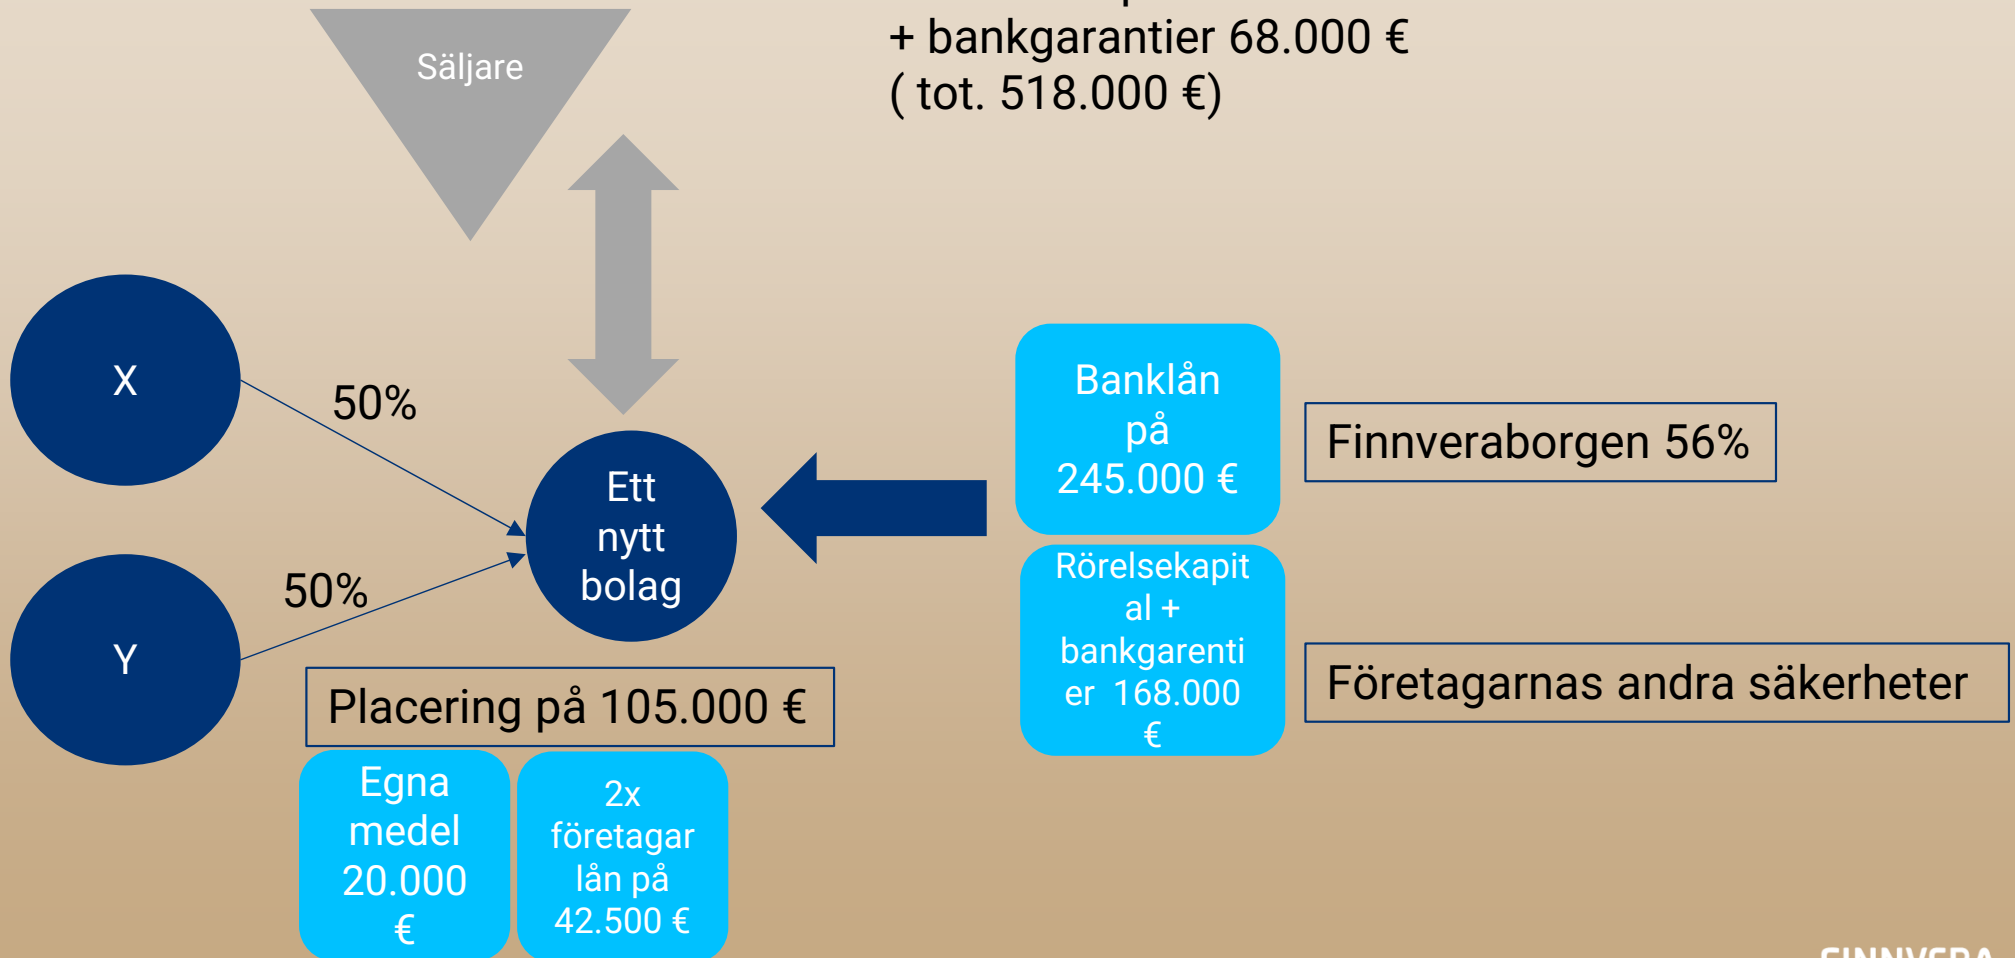 + bankgarantier 68.000 €
( tot. 518.000 €)
Säljare
X
50%
Y
50%
Ett
nytt
bolag
Banklån
på
245.000 €
Finnveraborgen 56%
Rörelsekapit
al +
bankgarenti
er 168.000
€
Företagarnas andra säkerheter
Placering på 105.000 €
Egna
medel
20.000
€
2x
företagar
lån på
42.500 €
FINNVERA